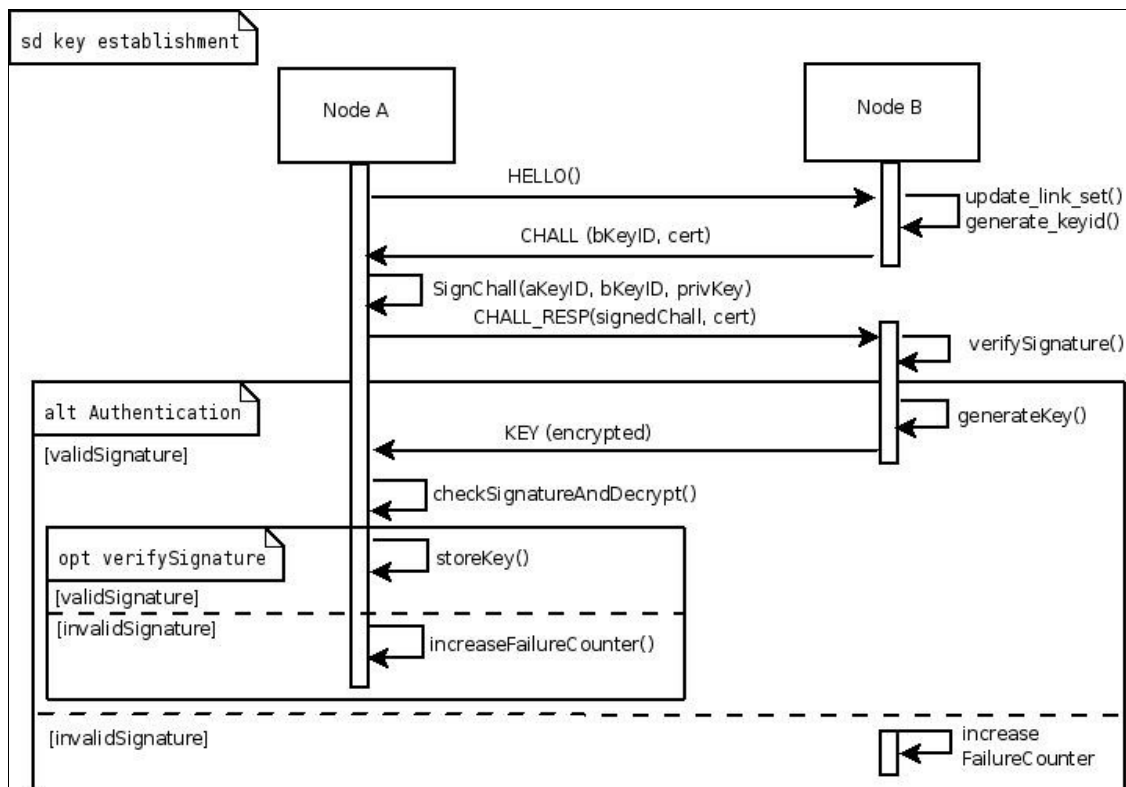 sd key establishment
Node A
Node B
HELLO()
update_link_set()
generate_keyid()
CHALL (bKeyID, cert)
SignChall(aKeyID, bKeyID, privKey)
CHALL_RESP(signedChall, cert)
verifySignature()
alt Authentication
generateKey()
KEY (encrypted)
[validSignature]
checkSignatureAndDecrypt()
opt verifySignature
storeKey()
[validSignature]
[invalidSignature]
increaseFailureCounter()
[invalidSignature]
increase
FailureCounter